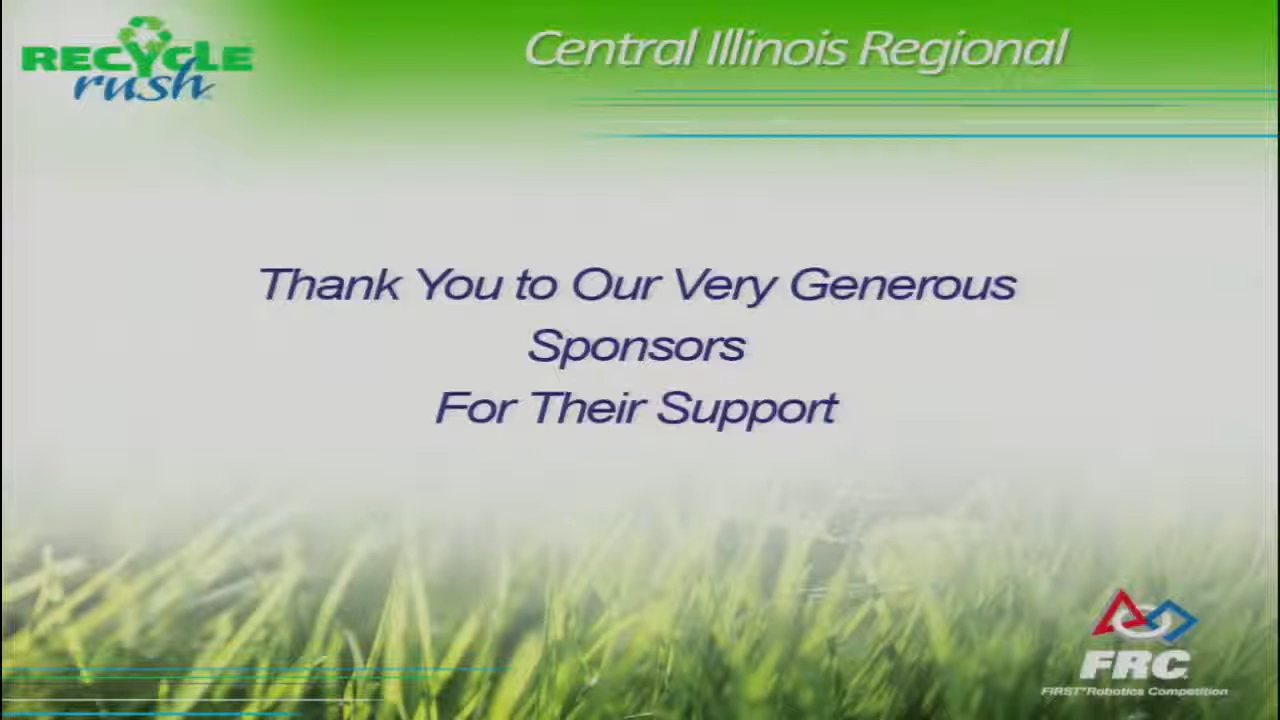 RECYCLE
rush
Central Illinois Regional
Thank You to Our Very Generous
Sponsors
For Their Support
FRC
FIRST Robotics Competition